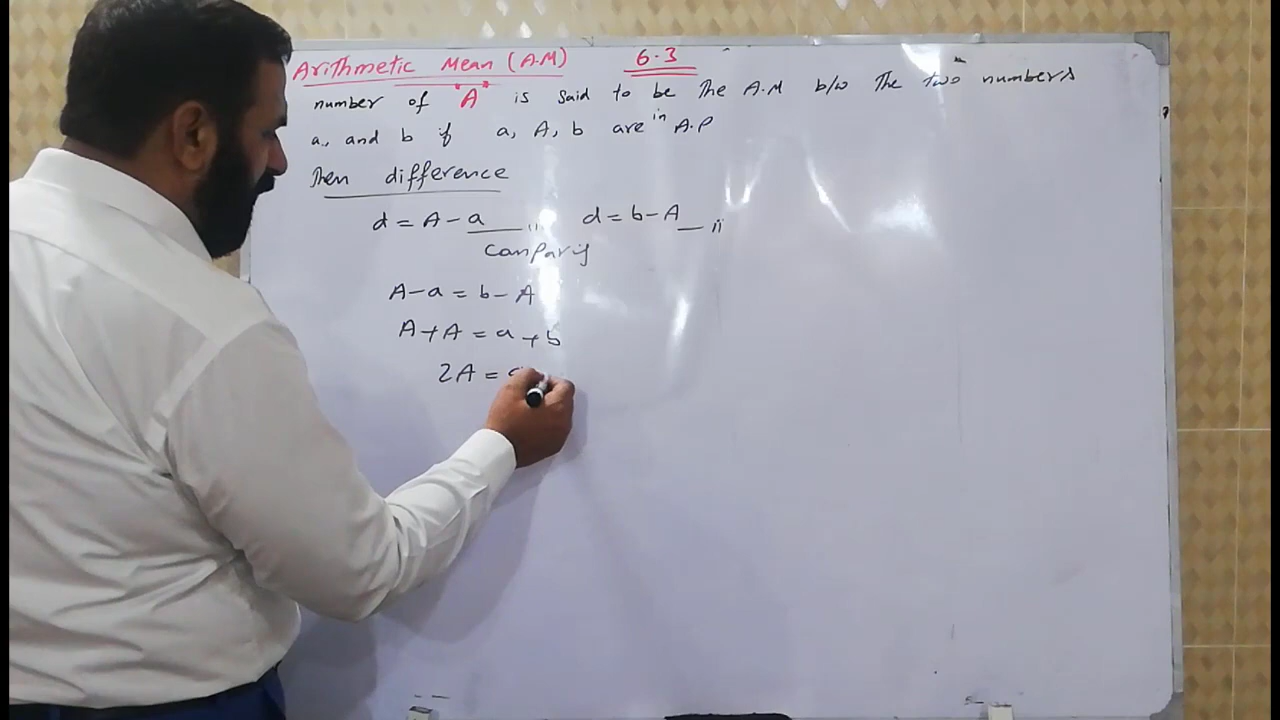 Arithmetic Mean (A.M) 6.3
number of "A" is said to be The A.M b/w The two numbers
a, and b if a, A, b are in A.P
Then difference
d = A - a — i d = b - A — ii
Comparig
A - a = b - A
A + A = a + b
2A =